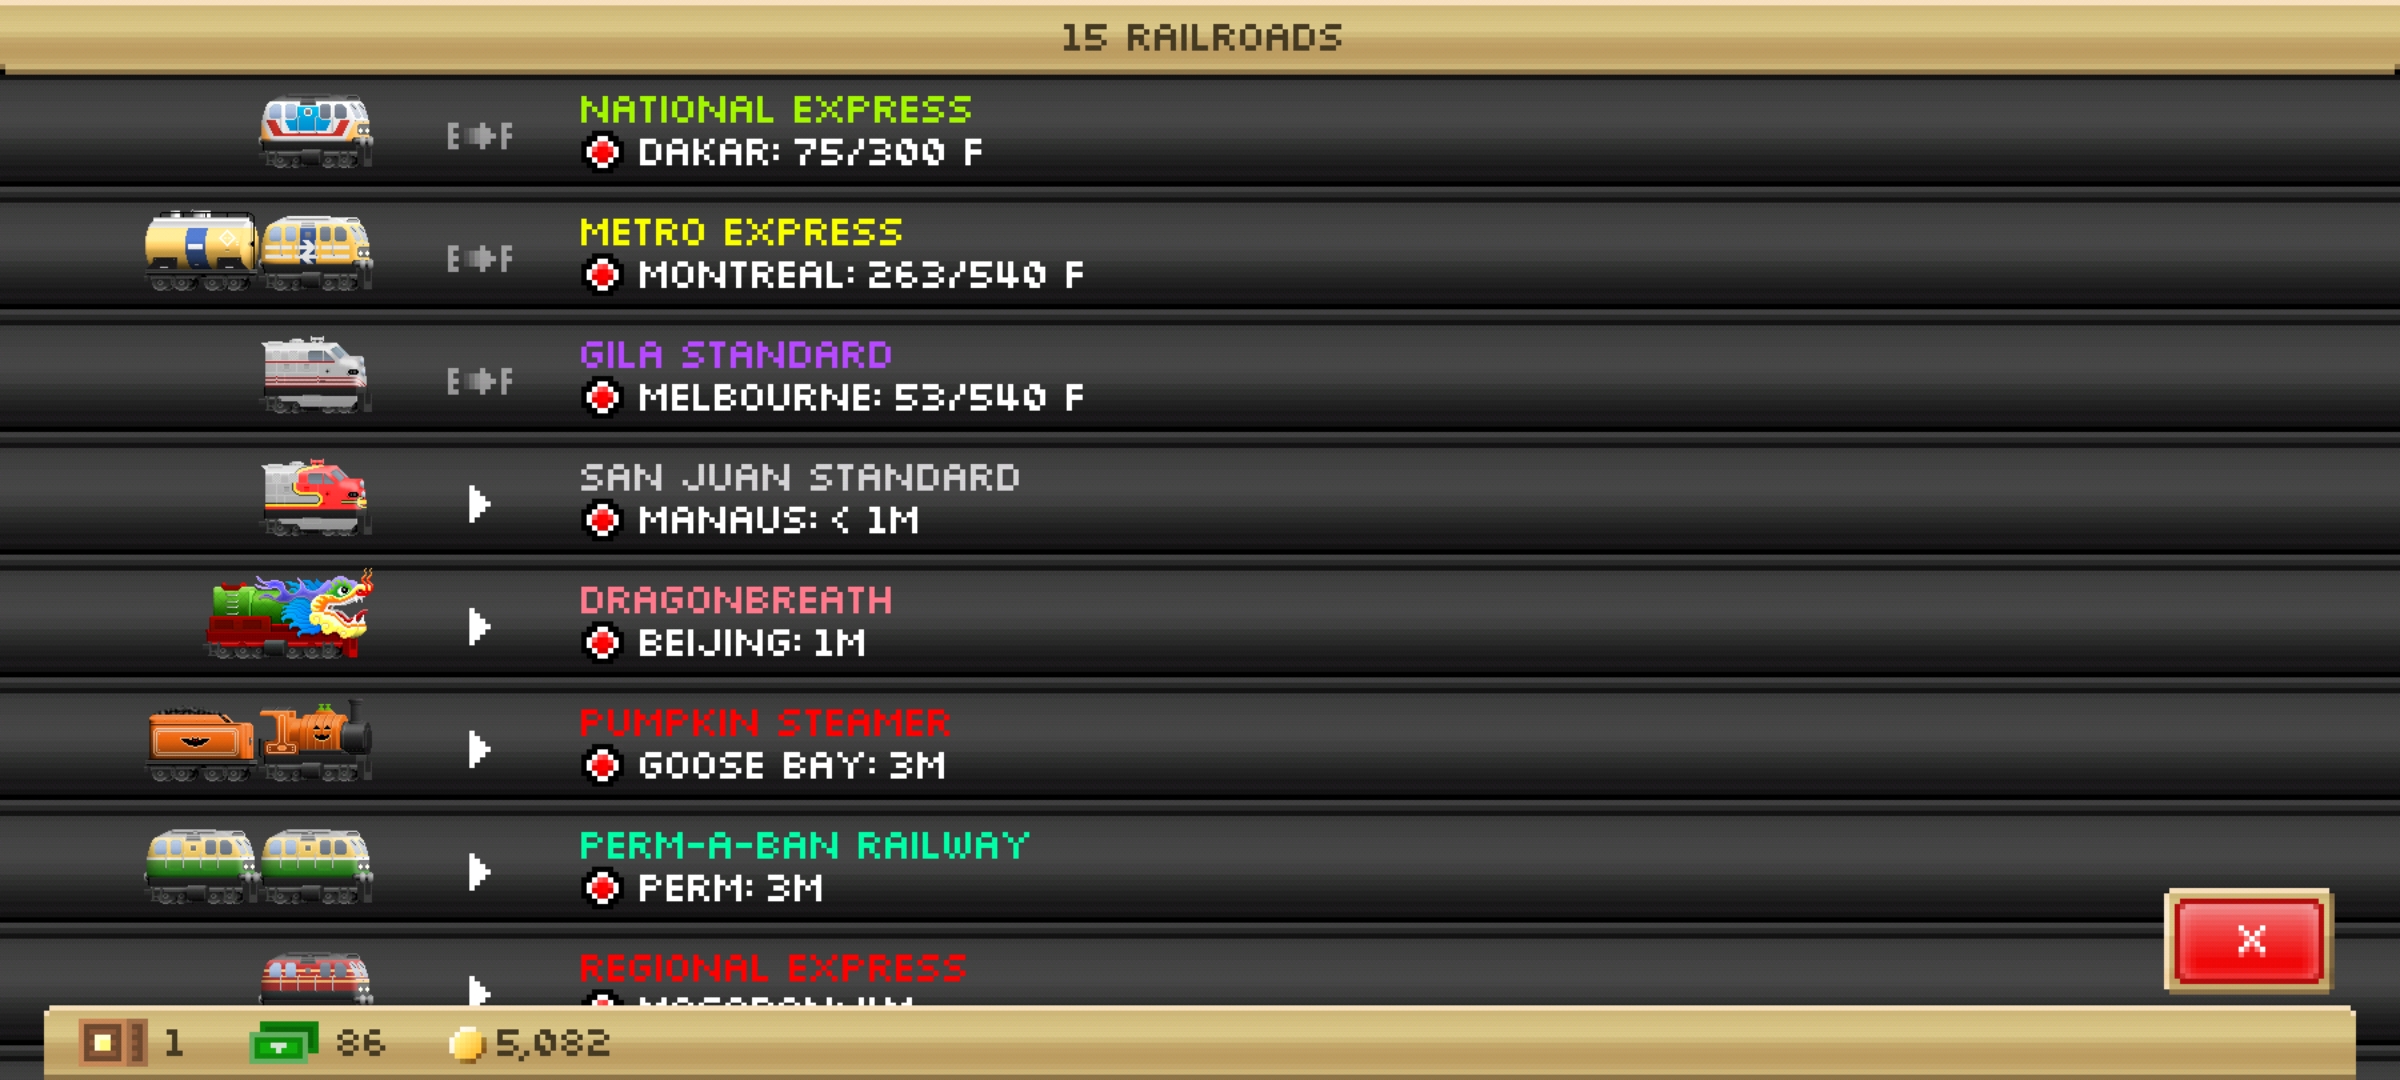 15 RAILROADS
NATIONAL EXPRESS
E F
DAKAR: 75/300 F
METRO EXPRESS
E F
MONTREAL: 263/540 F
GILA STANDARD
E F
MELBOURNE: 53/540 F
SAN JUAN STANDARD
MANAUS: < 1M
DRAGONBREATH
BEIJING: 1M
PUMPKIN STEAMER
GOOSE BAY: 3M
PERM-A-BAN RAILWAY
PERM: 3M
X
REGIONAL EXPRESS
1 86 5,082